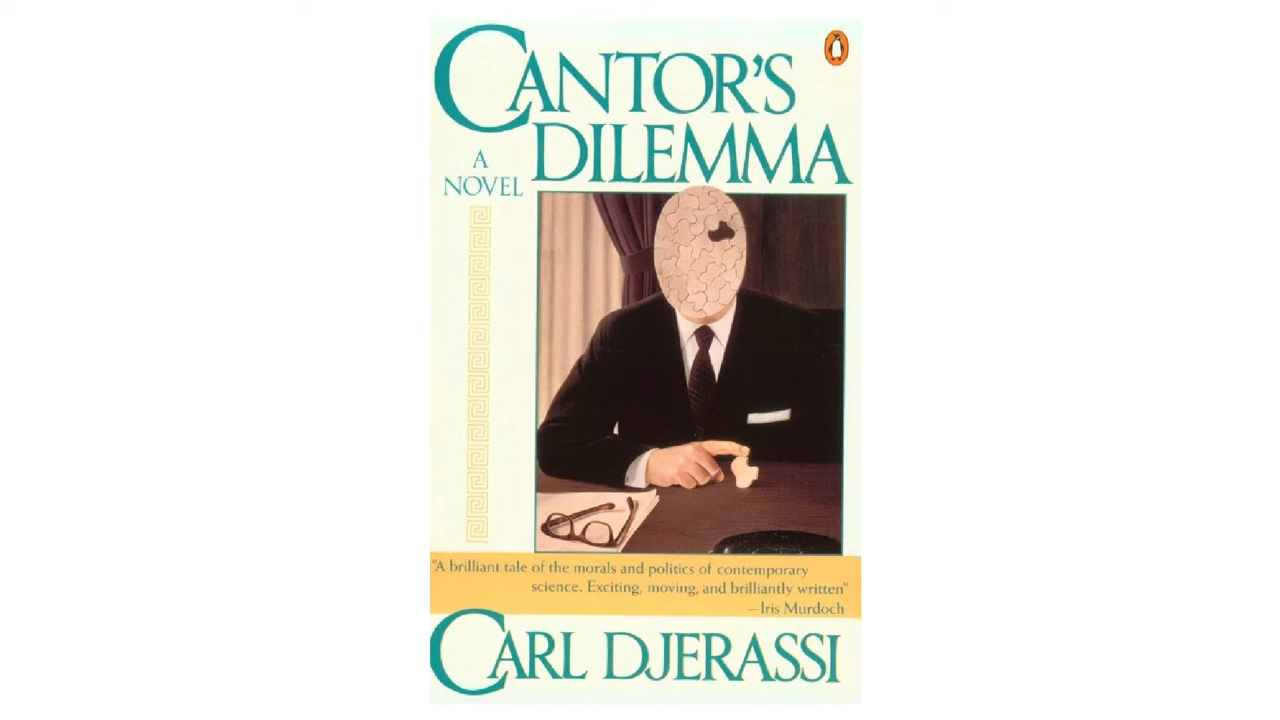 CANTOR'S
DILEMMA
A
NOVEL
"A brilliant tale of the morals and politics of contemporary
science. Exciting, moving, and brilliantly written"
—Iris Murdoch
CARL DJERASSI